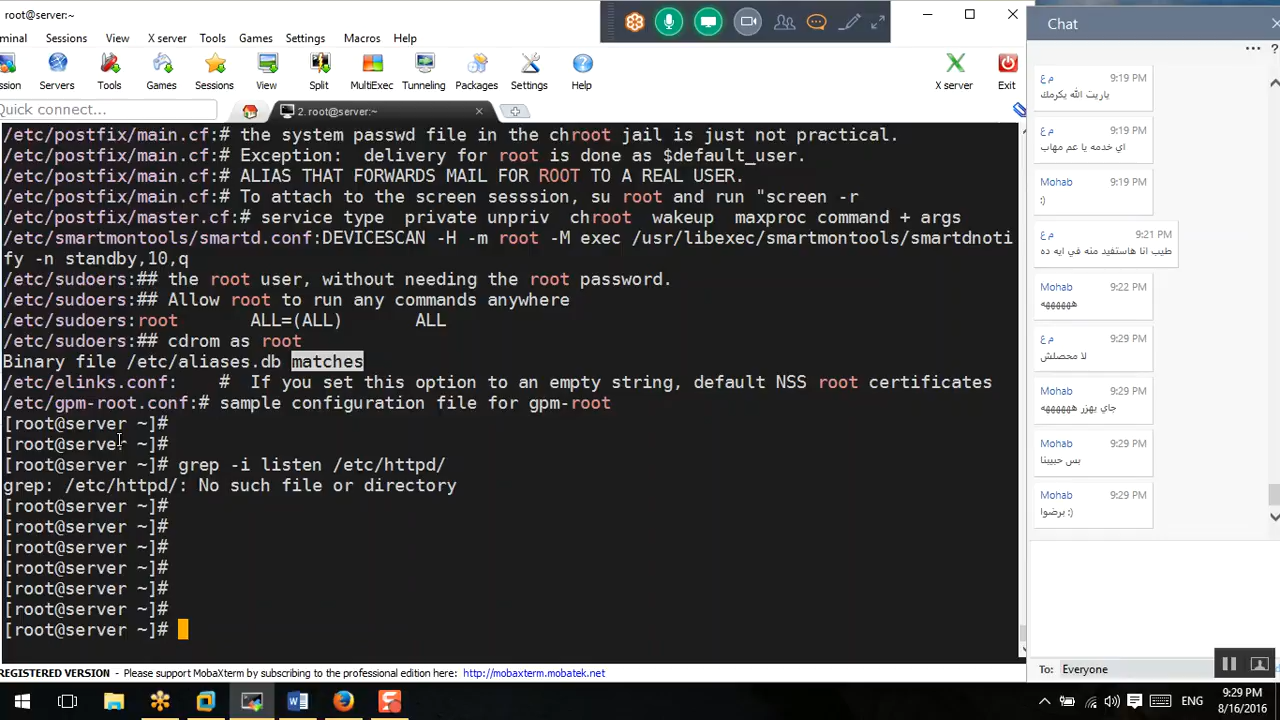 root@server:~
minal Sessions View X server Tools Games Settings Macros Help
ssion Servers Tools Games Sessions View Split MultiExec Tunneling Packages Settings Help X server Exit
Quick connect...
2. root@server:~
/etc/postfix/main.cf:# the system passwd file in the chroot jail is just not practical.
/etc/postfix/main.cf:# Exception:  delivery for root is done as $default_user.
/etc/postfix/main.cf:# ALIAS THAT FORWARDS MAIL FOR ROOT TO A REAL USER.
/etc/postfix/main.cf:# To attach to the screen sesssion, su root and run "screen -r
/etc/postfix/master.cf:# service type  private unpriv  chroot  wakeup  maxproc command + args
/etc/smartmontools/smartd.conf:DEVICESCAN -H -m root -M exec /usr/libexec/smartmontools/smartdnoti
fy -n standby,10,q
/etc/sudoers:## the root user, without needing the root password.
/etc/sudoers:## Allow root to run any commands anywhere
/etc/sudoers:root       ALL=(ALL)       ALL
/etc/sudoers:## cdrom as root
Binary file /etc/aliases.db matches
/etc/elinks.conf:    #  If you set this option to an empty string, default NSS root certificates
/etc/gpm-root.conf:# sample configuration file for gpm-root
[root@server ~]#
[root@server ~]#
[root@server ~]# grep -i listen /etc/httpd/
grep: /etc/httpd/: No such file or directory
[root@server ~]#
[root@server ~]#
[root@server ~]#
[root@server ~]#
[root@server ~]#
[root@server ~]#
[root@server ~]#
REGISTERED VERSION - Please support MobaXterm by subscribing to the professional edition here: http://mobaxterm.mobatek.net
Chat
... ?
م ع 9:19 PM
ياريت الله يكرمك
م ع 9:19 PM
اي خدمه يا عم مهاب
Mohab 9:19 PM
:)
م ع 9:21 PM
طيب انا هاستفيد منه في ايه ده
Mohab 9:22 PM
هههههههه
م ع 9:29 PM
لا محصلش
م ع 9:29 PM
جاي يهزر هههههههه
Mohab 9:29 PM
بس حبيبنا
Mohab 9:29 PM
برضوا :)
To: Everyone
ENG
9:29 PM
8/16/2016